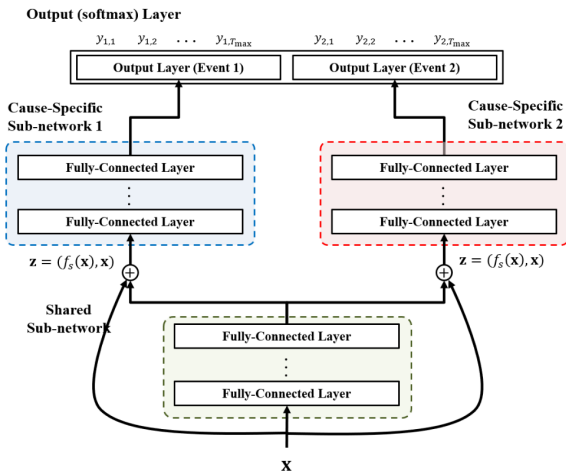 Output (softmax) Layer
y₁,₁ y₁,₂ . . . y₁,Tₘₐₓ y₂,₁ y₂,₂ . . . y₂,Tₘₐₓ
Output Layer (Event 1) Output Layer (Event 2)
Cause-Specific
Sub-network 1
Cause-Specific
Sub-network 2
Fully-Connected Layer Fully-Connected Layer
Fully-Connected Layer Fully-Connected Layer
z = (fₛ(x), x) z = (fₛ(x), x)
+ +
Shared
Sub-network
Fully-Connected Layer
Fully-Connected Layer
x